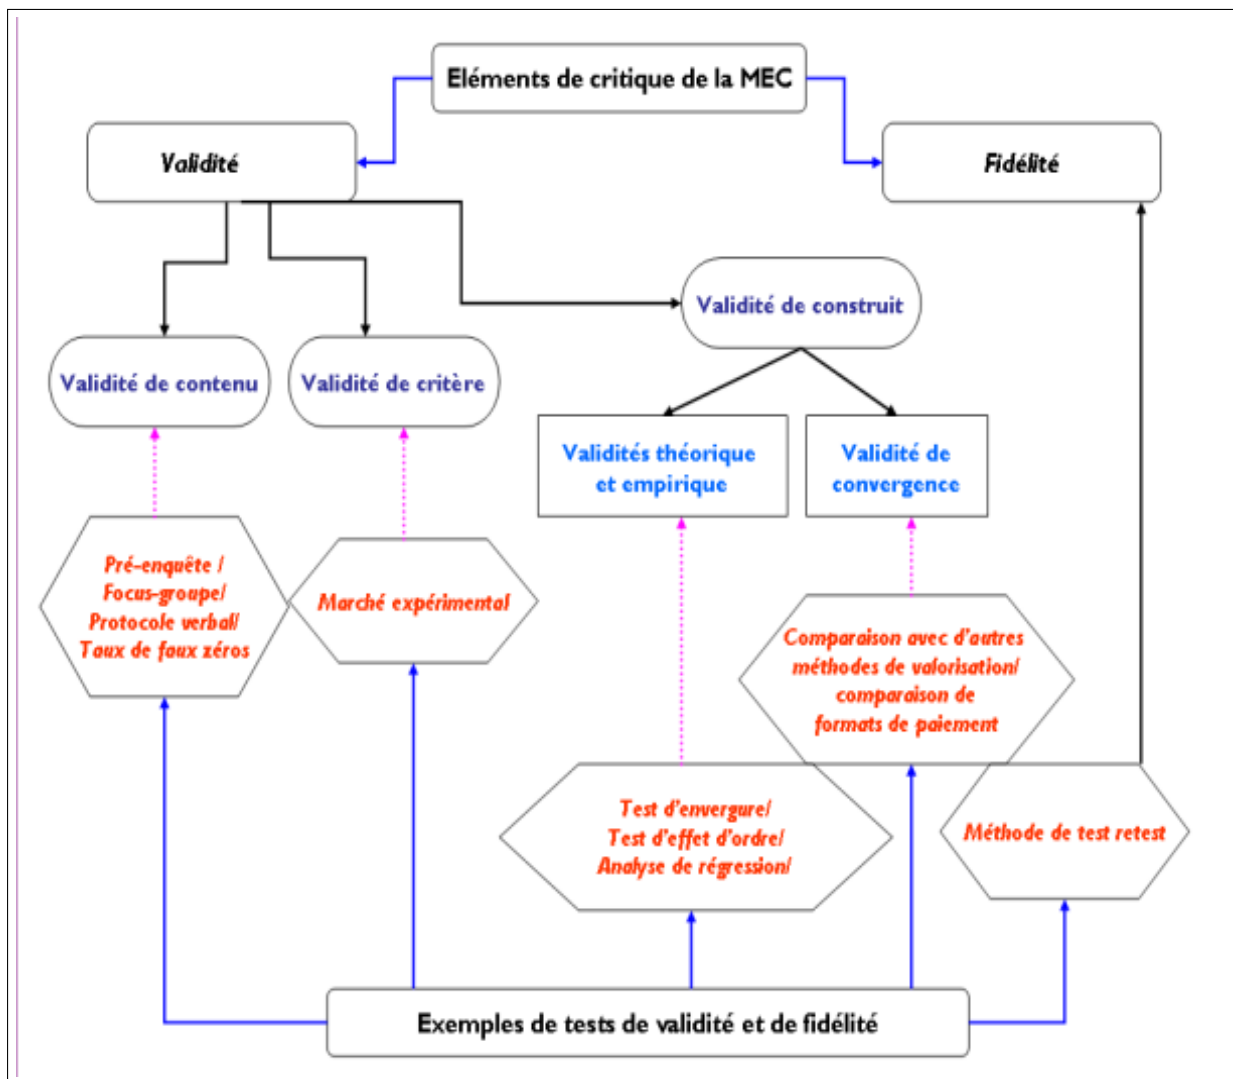 Eléments de critique de la MEC
Validité
Fidélité
Validité de construit
Validité de contenu
Validité de critère
Validités théorique
et empirique
Validité de
convergence
Pré-enquête /
Focus-groupe/
Protocole verbal/
Taux de faux zéros
Marché expérimental
Comparaison avec d'autres
méthodes de valorisation/
comparaison de
formats de paiement
Test d'envergure/
Test d'effet d'ordre/
Analyse de régression/
Méthode de test retest
Exemples de tests de validité et de fidélité